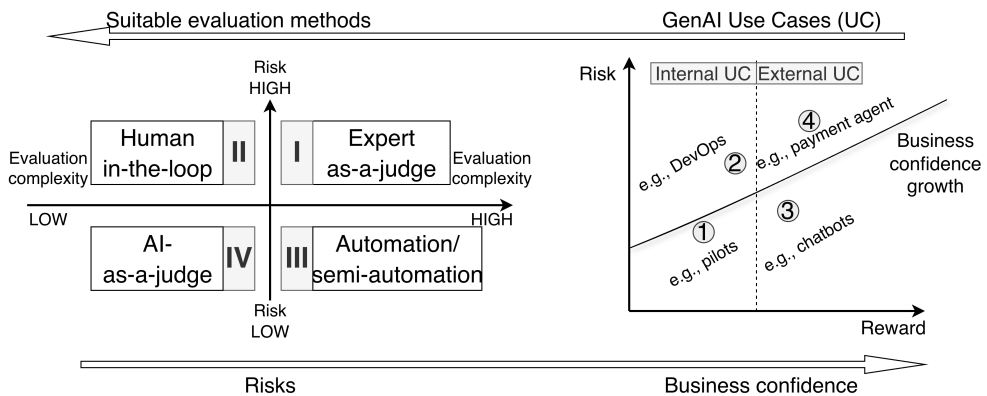 Suitable evaluation methods
GenAI Use Cases (UC)
Risk
HIGH
Human
in-the-loop
II
I
Expert
as-a-judge
Evaluation
complexity
Evaluation
complexity
LOW
HIGH
AI-
as-a-judge
IV
III
Automation/
semi-automation
Risk
LOW
Risk
Internal UC
External UC
e.g., DevOps
2
4
e.g., payment agent
Business
confidence
growth
1
e.g., pilots
3
e.g., chatbots
Reward
Risks
Business confidence